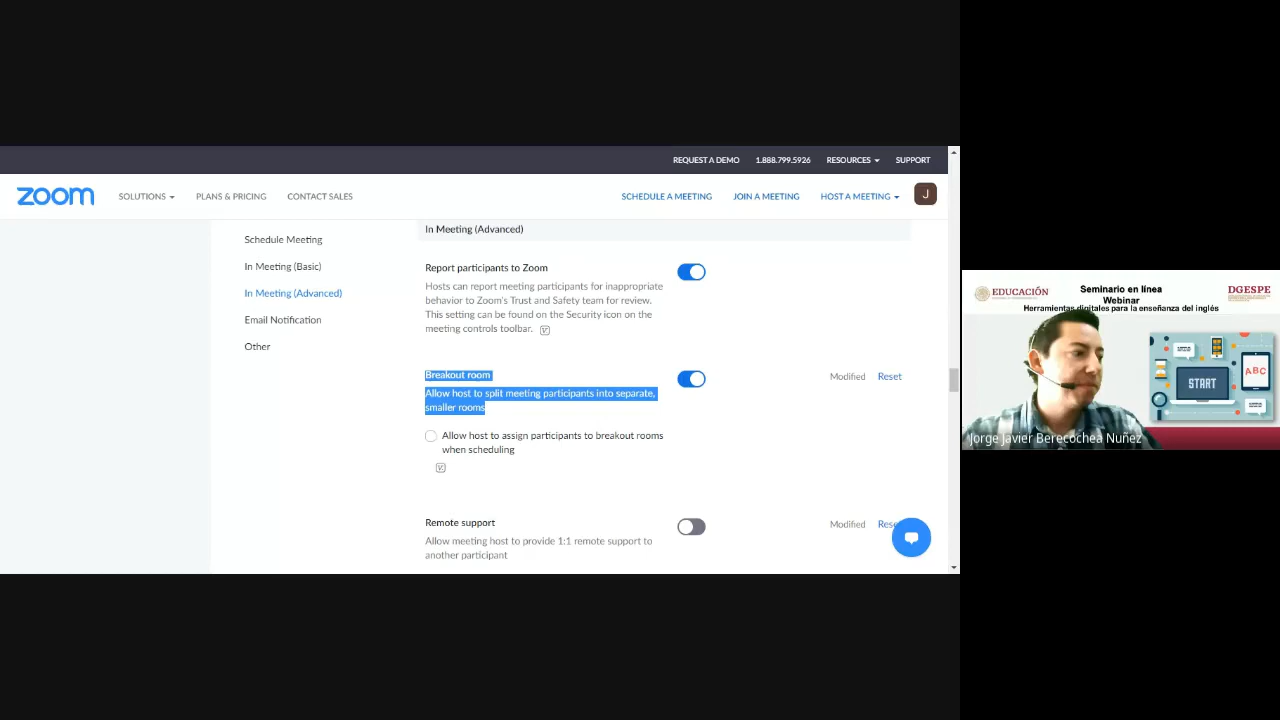 REQUEST A DEMO 1.888.799.5926 RESOURCES SUPPORT
zoom SOLUTIONS PLANS & PRICING CONTACT SALES SCHEDULE A MEETING JOIN A MEETING HOST A MEETING J
Schedule Meeting
In Meeting (Basic)
In Meeting (Advanced)
Email Notification
Other
In Meeting (Advanced)
Report participants to Zoom
Hosts can report meeting participants for inappropriate
behavior to Zoom's Trust and Safety team for review.
This setting can be found on the Security icon on the
meeting controls toolbar.
Breakout room
Modified Reset
Allow host to split meeting participants into separate,
smaller rooms
Allow host to assign participants to breakout rooms
when scheduling
Remote support
Modified Rese
Allow meeting host to provide 1:1 remote support to
another participant
EDUCACIÓN
Seminario en línea
Webinar
Herramientas digitales para la enseñanza del inglés
DGESPE
START
ABC
Jorge Javier Berecochea Nuñez